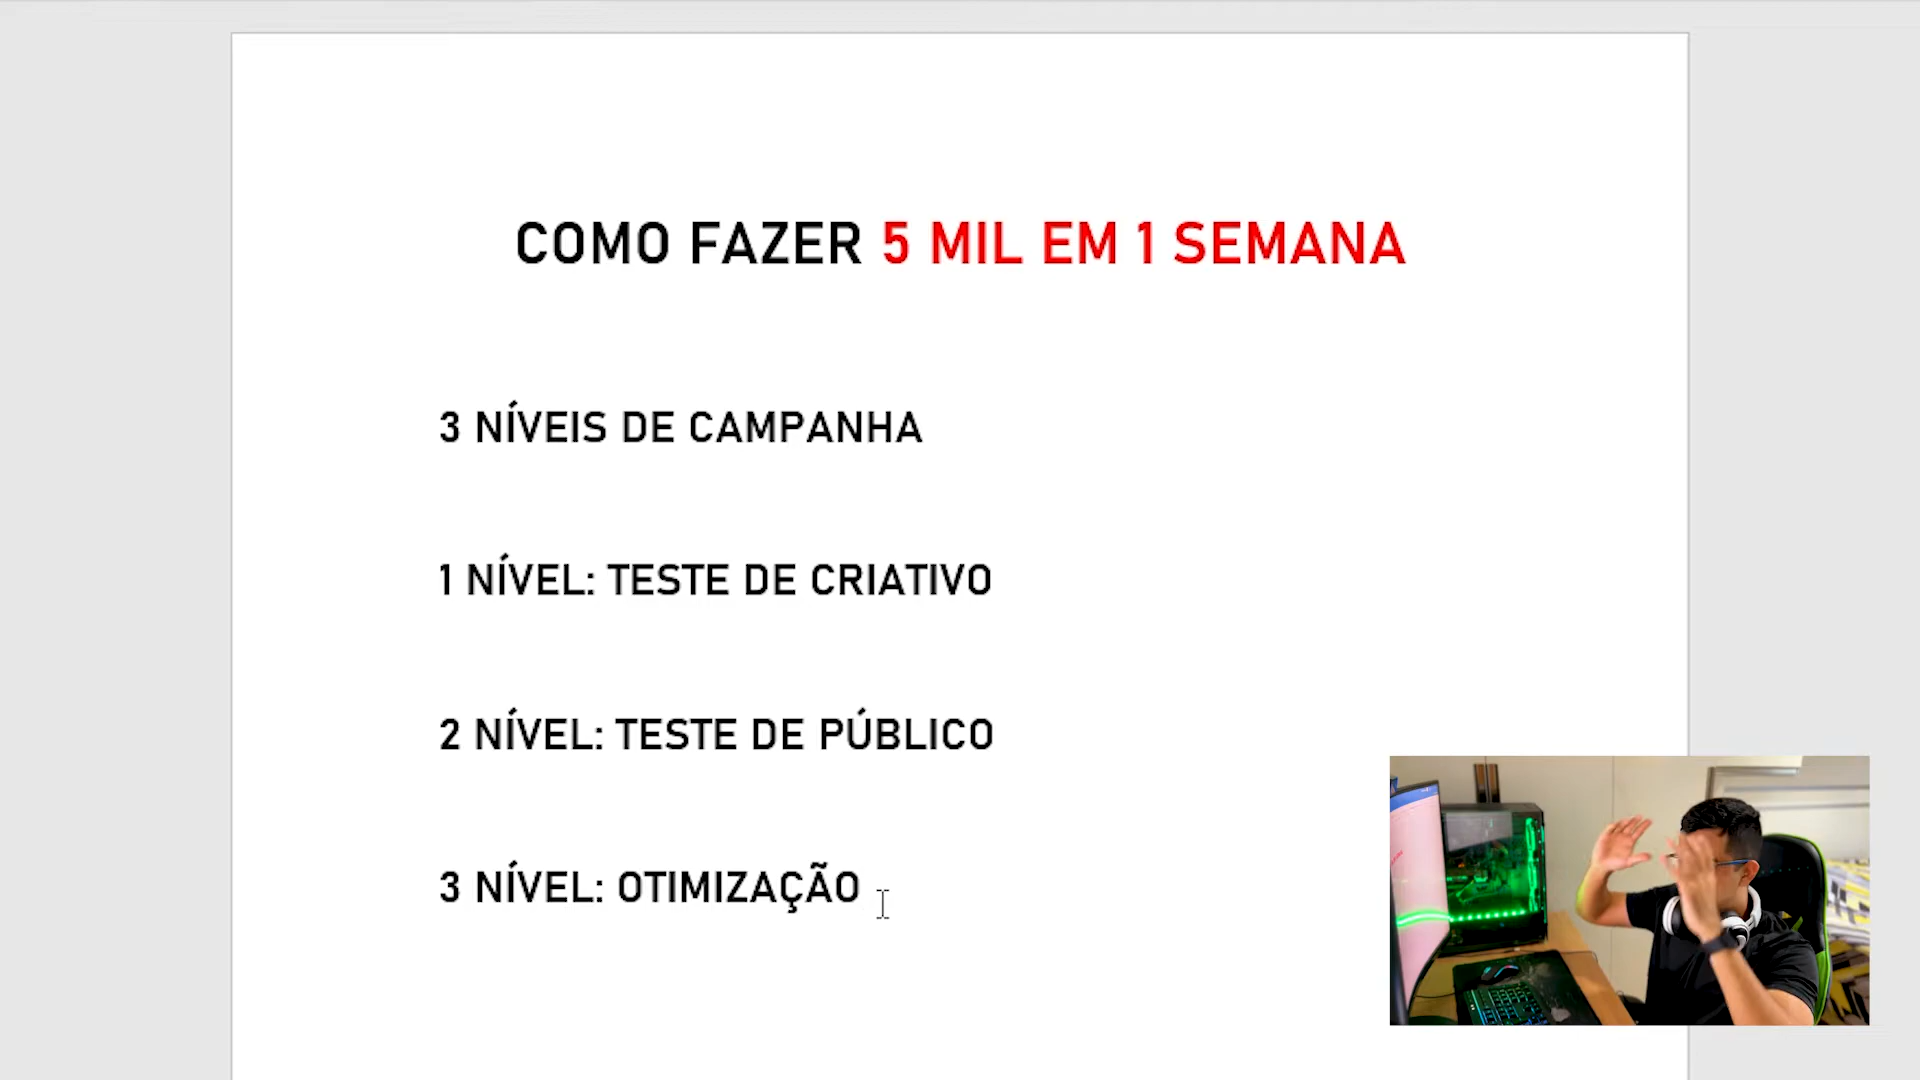 COMO FAZER 5 MIL EM 1 SEMANA
3 NÍVEIS DE CAMPANHA
1 NÍVEL: TESTE DE CRIATIVO
2 NÍVEL: TESTE DE PÚBLICO
3 NÍVEL: OTIMIZAÇÃO